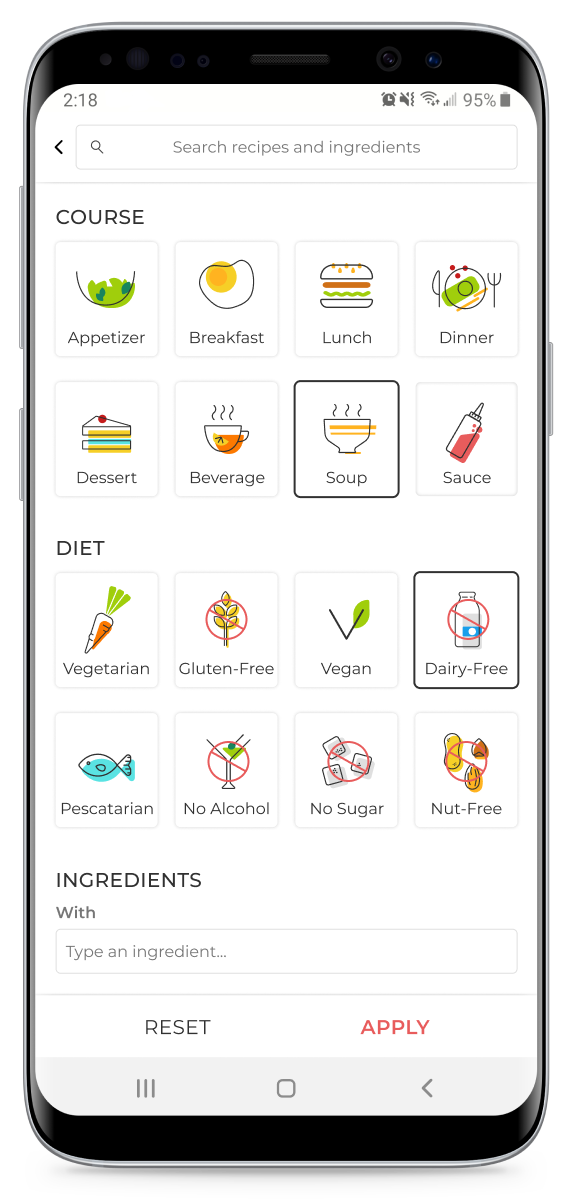 2:18 95%
Search recipes and ingredients
COURSE
Appetizer Breakfast Lunch Dinner
Dessert Beverage Soup Sauce
DIET
Vegetarian Gluten-Free Vegan Dairy-Free
Pescatarian No Alcohol No Sugar Nut-Free
INGREDIENTS
With
Type an ingredient...
RESET APPLY